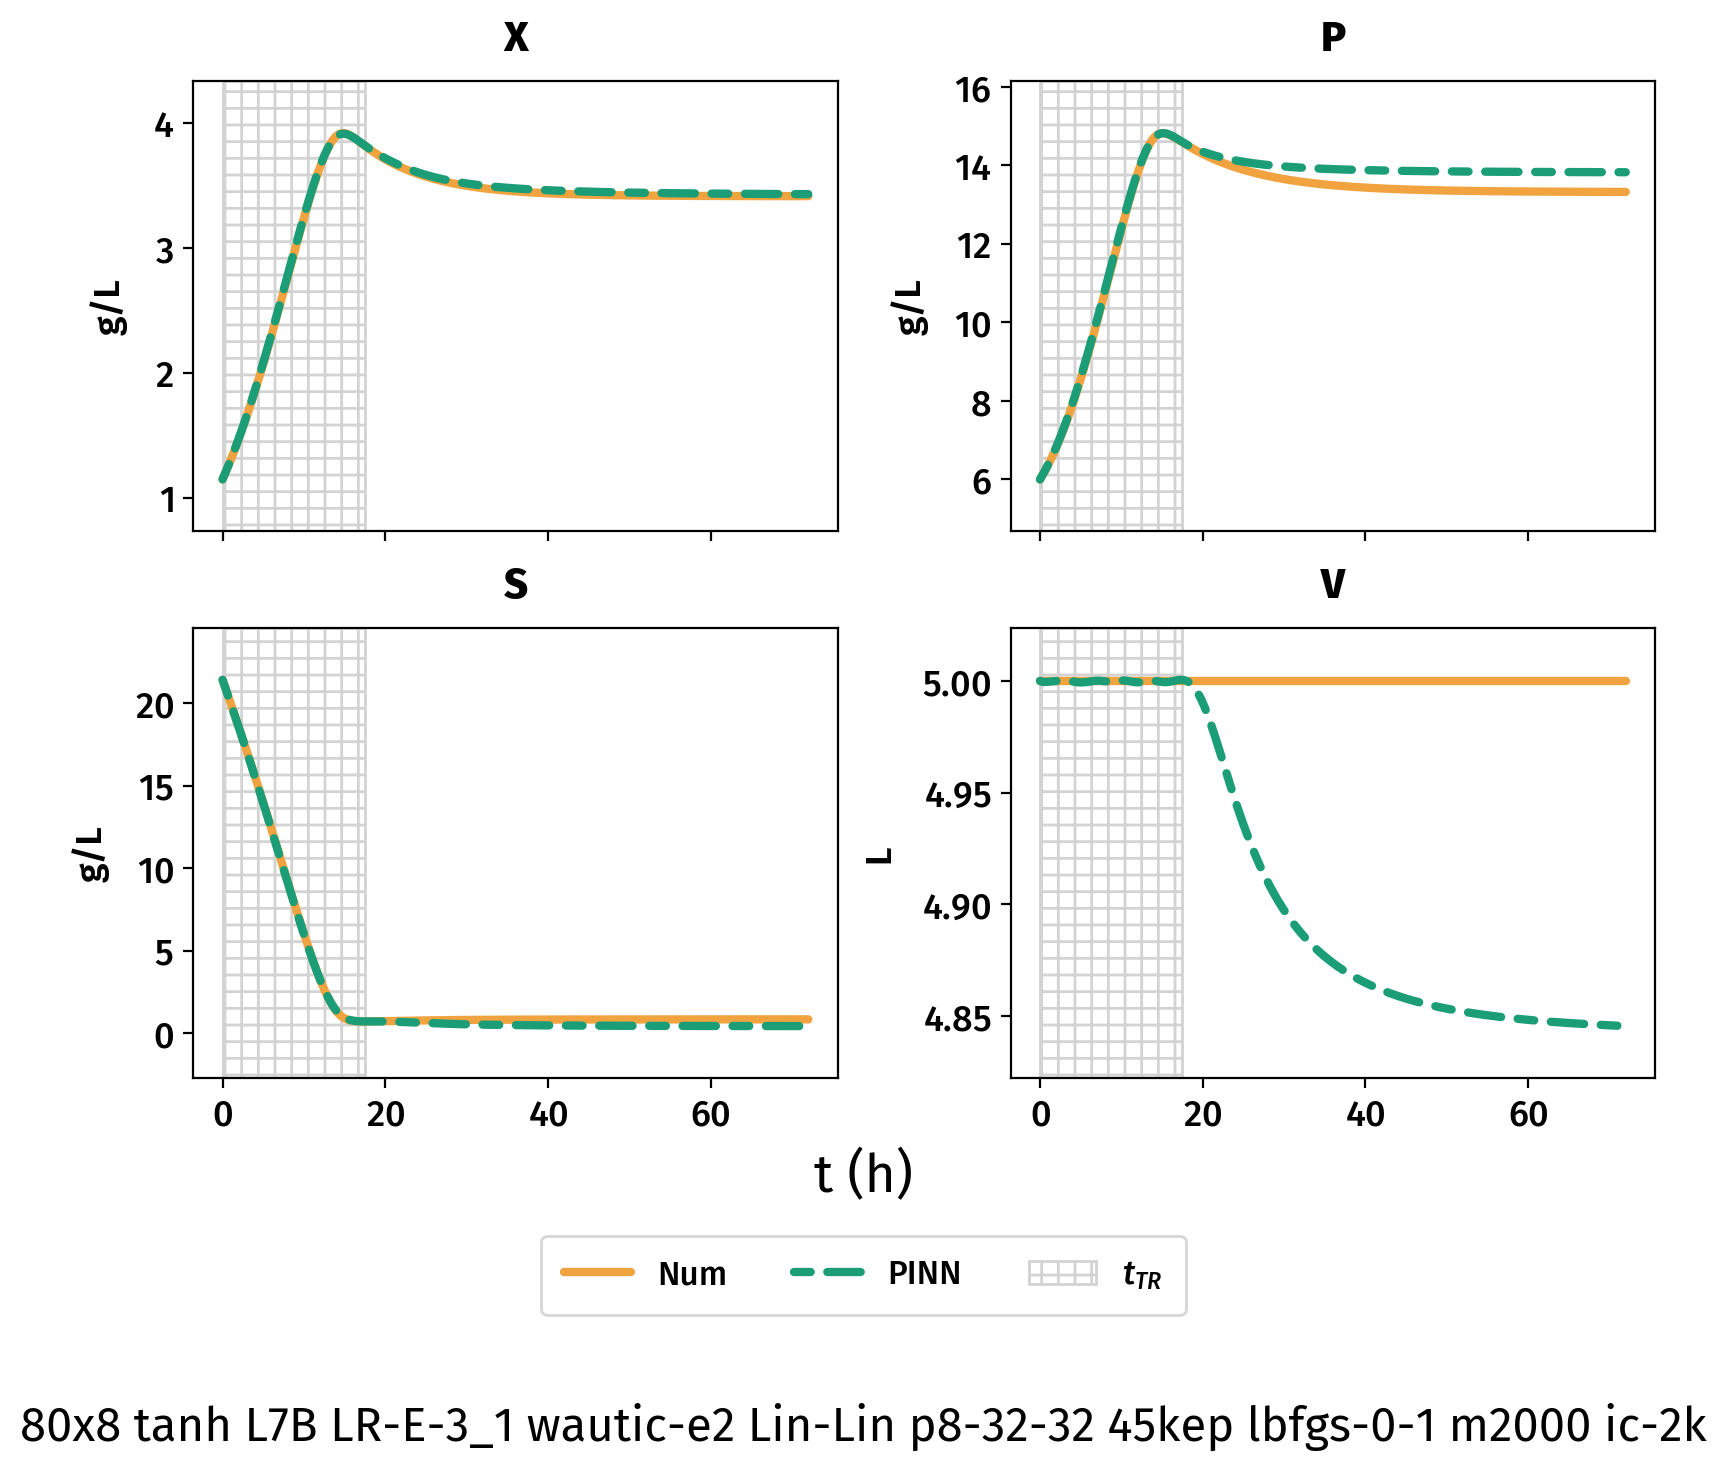 X
P
4
3
2
1
g/L
16
14
12
10
8
6
g/L
S
V
20
15
10
5
0
g/L
0 20 40 60
5.00
4.95
4.90
4.85
L
0 20 40 60
t (h)
Num PINN t_TR
80x8 tanh L7B LR-E-3_1 wautic-e2 Lin-Lin p8-32-32 45kep lbfgs-0-1 m2000 ic-2k